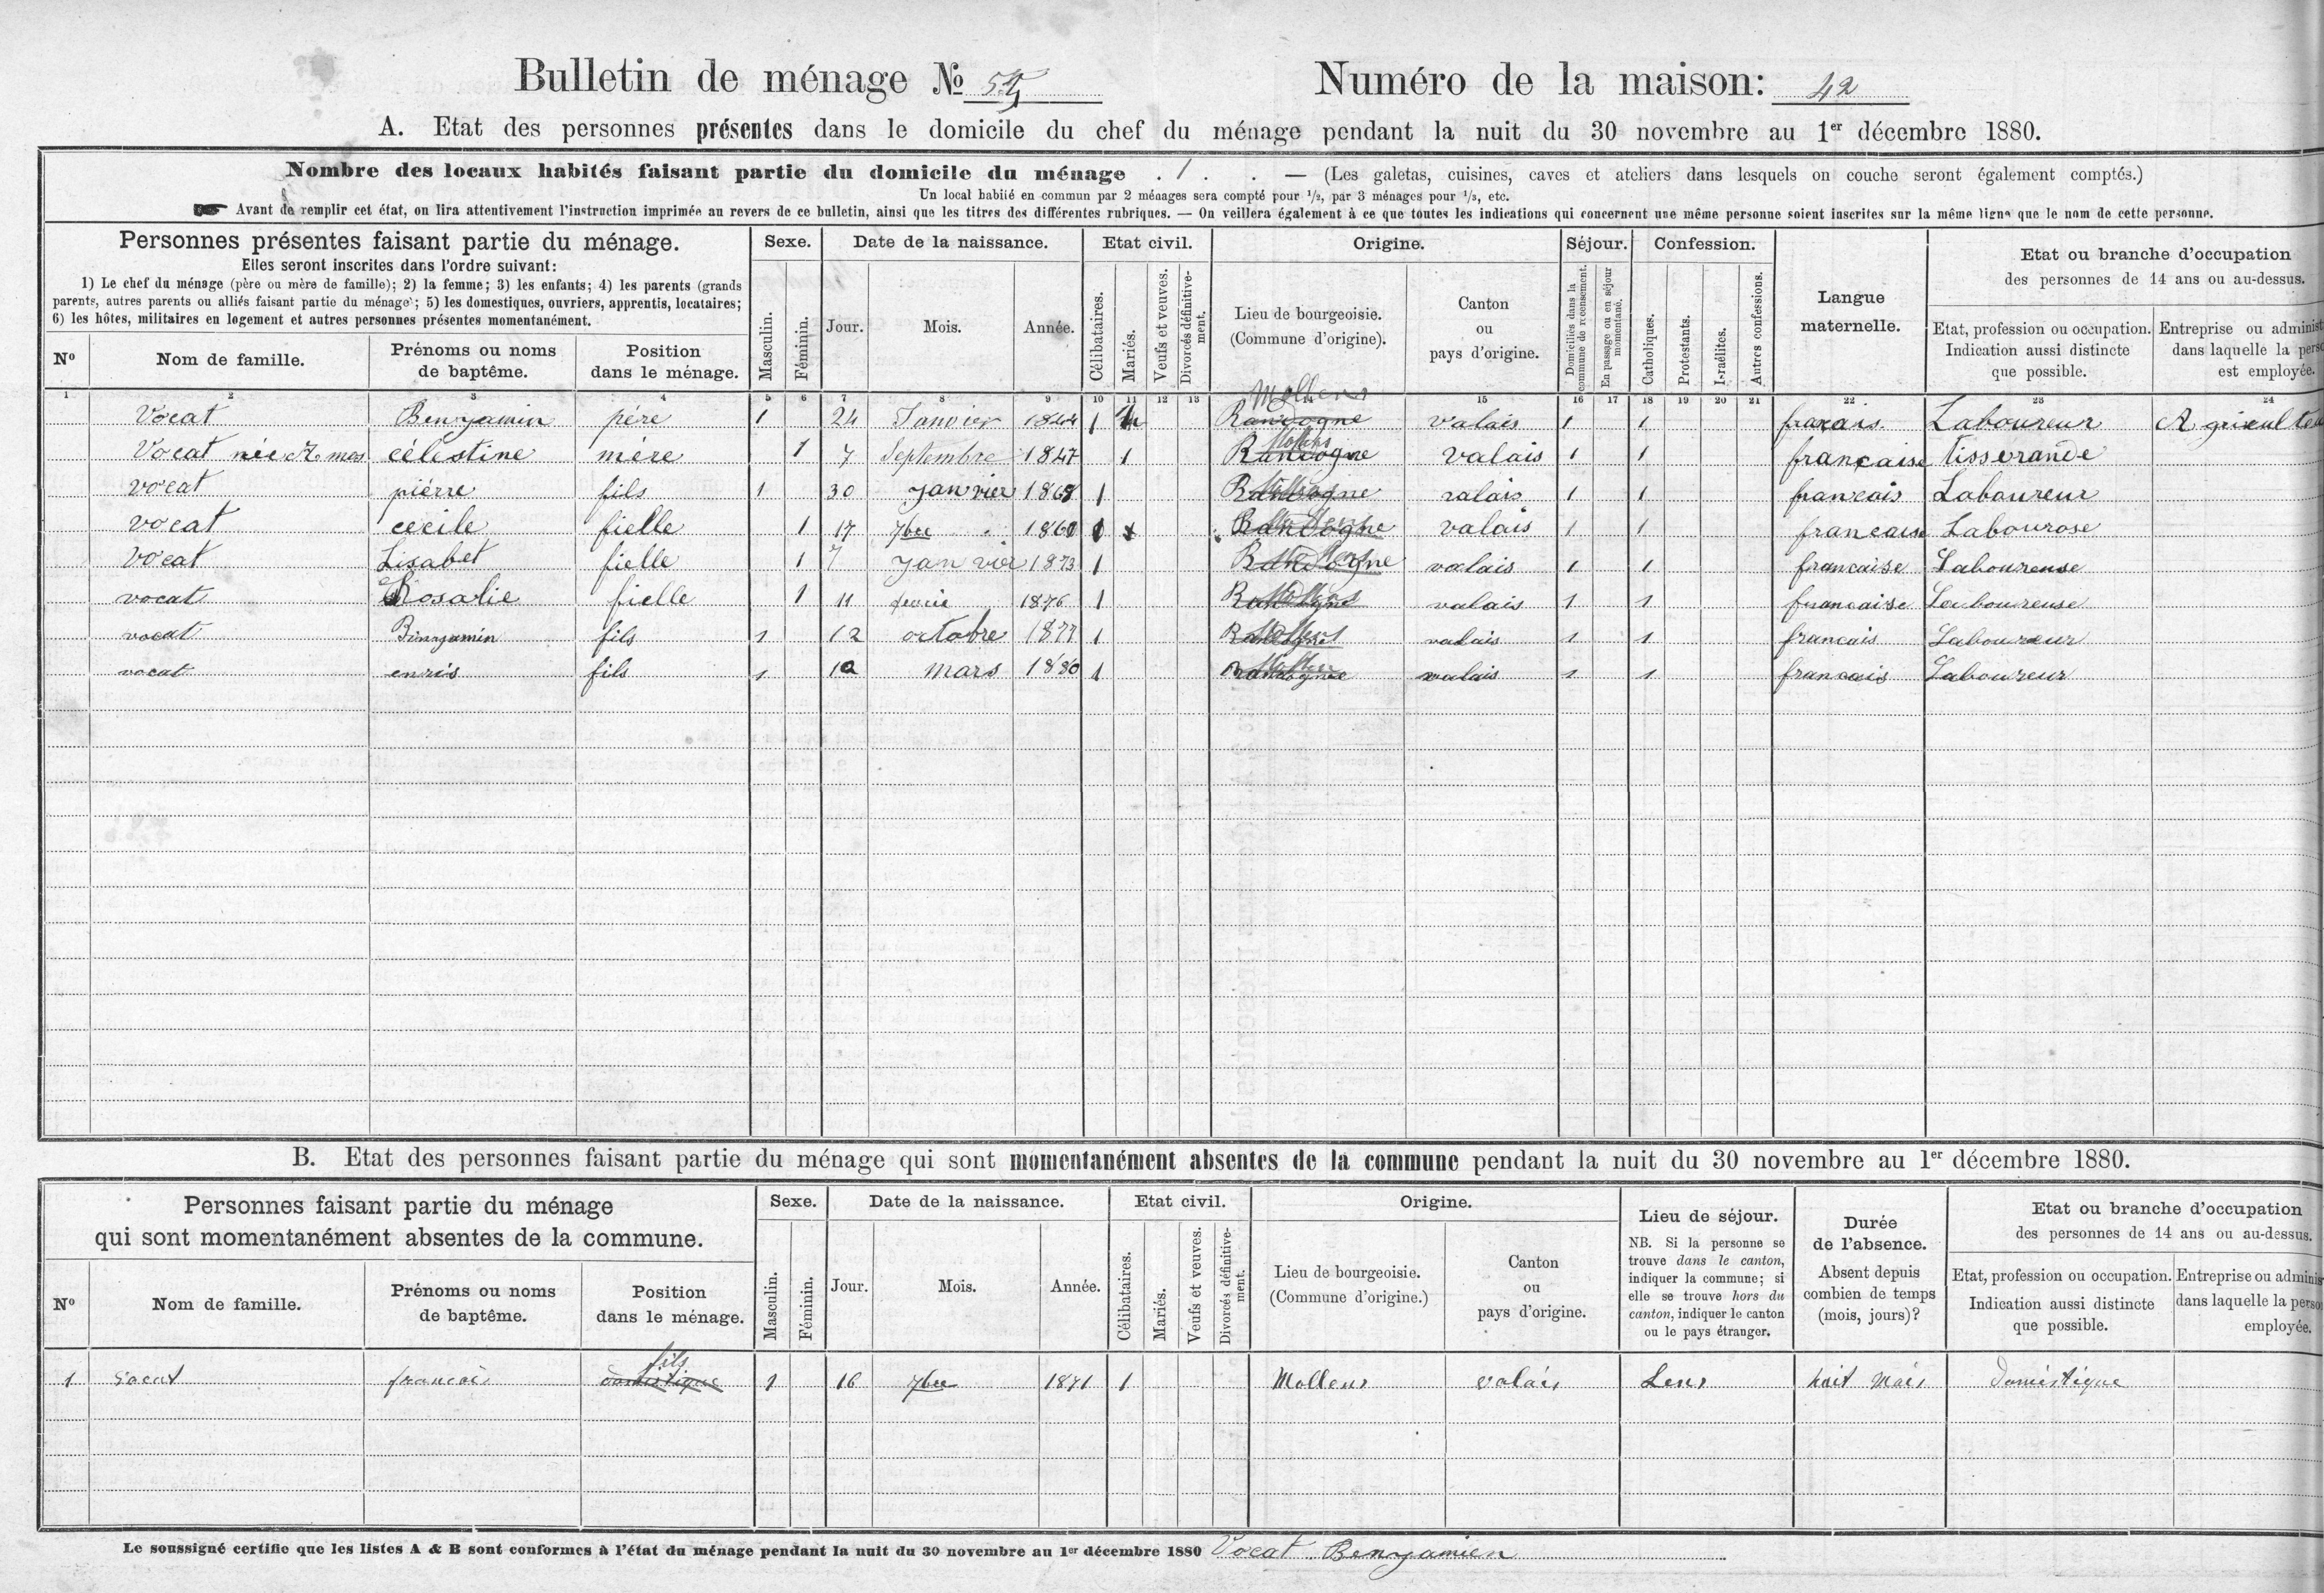 Bulletin de ménage № Numéro de la maison: 42
A. Etat des personnes présentes dans le domicile du chef du ménage pendant la nuit du 30 novembre au 1er décembre 1880.
Nombre des locaux habités faisant partie du domicile du ménage . 1 . . — (Les galetas, cuisines, caves et ateliers dans lesquels on couche seront également comptés.)
Un local habité en commun par 2 ménages sera compté pour 1/2, par 3 ménages pour 1/3, etc.
☛ Avant de remplir cet état, on lira attentivement l'instruction imprimée au revers de ce bulletin, ainsi que les titres des différentes rubriques. — On veillera également à ce que toutes les indications qui concernent une même personne soient inscrites sur la même ligne que le nom de cette personne.
Personnes présentes faisant partie du ménage.
Elles seront inscrites dans l'ordre suivant:
1) Le chef du ménage (père ou mère de famille); 2) la femme; 3) les enfants; 4) les parents (grands
parents, autres parents ou alliés faisant partie du ménage); 5) les domestiques, ouvriers, apprentis, locataires;
6) les hôtes, militaires en logement et autres personnes présentes momentanément.
N° Nom de famille. Prénoms ou noms de baptême. Position dans le ménage.
Sexe. Masculin. Féminin.
Date de la naissance. Jour. Mois. Année.
Etat civil. Célibataires. Mariés. Veufs et veuves. Divorcés définitivement.
Origine. Lieu de bourgeoisie. (Commune d'origine). Canton ou pays d'origine.
Séjour. Domiciliés dans la commune de recensement. En passage ou en séjour momentané.
Confession. Catholiques. Protestants. Israélites. Autres confessions.
Langue maternelle.
Etat ou branche d'occupation
des personnes de 14 ans ou au-dessus.
Etat, profession ou occupation. Indication aussi distincte que possible.
Entreprise ou administ
dans laquelle la perso
est employée.
1 2 3 4 5 6 7 8 9 10 11 12 13 14 15 16 17 18 19 20 21 22 23 24
Mollens
Vocat Benyamin père 1 24 Janvier 1844 1 Randogne valais 1 1 français Laboureur Agriculteu
Mollens
Vocat née célestine mère 1 7 Septembre 1847 1 Randogne valais 1 1 française tisserande
Mollens
vocat piérre fils 1 30 janvier 1868 1 Randogne valais 1 1 francais Laboureur
Mollens
vocat cecile fielle 1 17 7bre 1 Randogne valais 1 1 francaise Labourose
Mollens
vocat Lisabet fielle 1 7 janvier 1873 1 Randogne valais 1 1 francaise Laboureuse
Mollens
vocat Rosalie fielle 1 11 fevrie 1876 1 Randogne valais 1 1 francaise Laboureuse
Mollens
vocat Binnyamin fils 1 12 octobre 1877 1 Randogne valais 1 1 francais Laboureur
Mollens
vocat enris fils 1 12 mars 1880 1 Randogne valais 1 1 francais Laboureur
B. Etat des personnes faisant partie du ménage qui sont momentanément absentes de la commune pendant la nuit du 30 novembre au 1er décembre 1880.
Personnes faisant partie du ménage
qui sont momentanément absentes de la commune.
N° Nom de famille. Prénoms ou noms de baptême. Position dans le ménage.
Sexe. Masculin. Féminin.
Date de la naissance. Jour. Mois. Année.
Etat civil. Célibataires. Mariés. Veufs et veuves. Divorcés définitivement.
Origine. Lieu de bourgeoisie. (Commune d'origine.) Canton ou pays d'origine.
Lieu de séjour.
NB. Si la personne se
trouve dans le canton,
indiquer la commune; si
elle se trouve hors du
canton, indiquer le canton
ou le pays étranger.
Durée de l'absence.
Absent depuis
combien de temps
(mois, jours)?
Etat ou branche d'occupation
des personnes de 14 ans ou au-dessus.
Etat, profession ou occupation. Indication aussi distincte que possible.
Entreprise ou adminis
dans laquelle la person
employée.
fils
1 Vocat francoi domistique 1 16 7bre 1871 1 Mollens valais Lens huit Mois Domistique
Le soussigné certifie que les listes A & B sont conformes à l'état du ménage pendant la nuit du 30 novembre au 1er décembre 1880 Vocat Benyamien